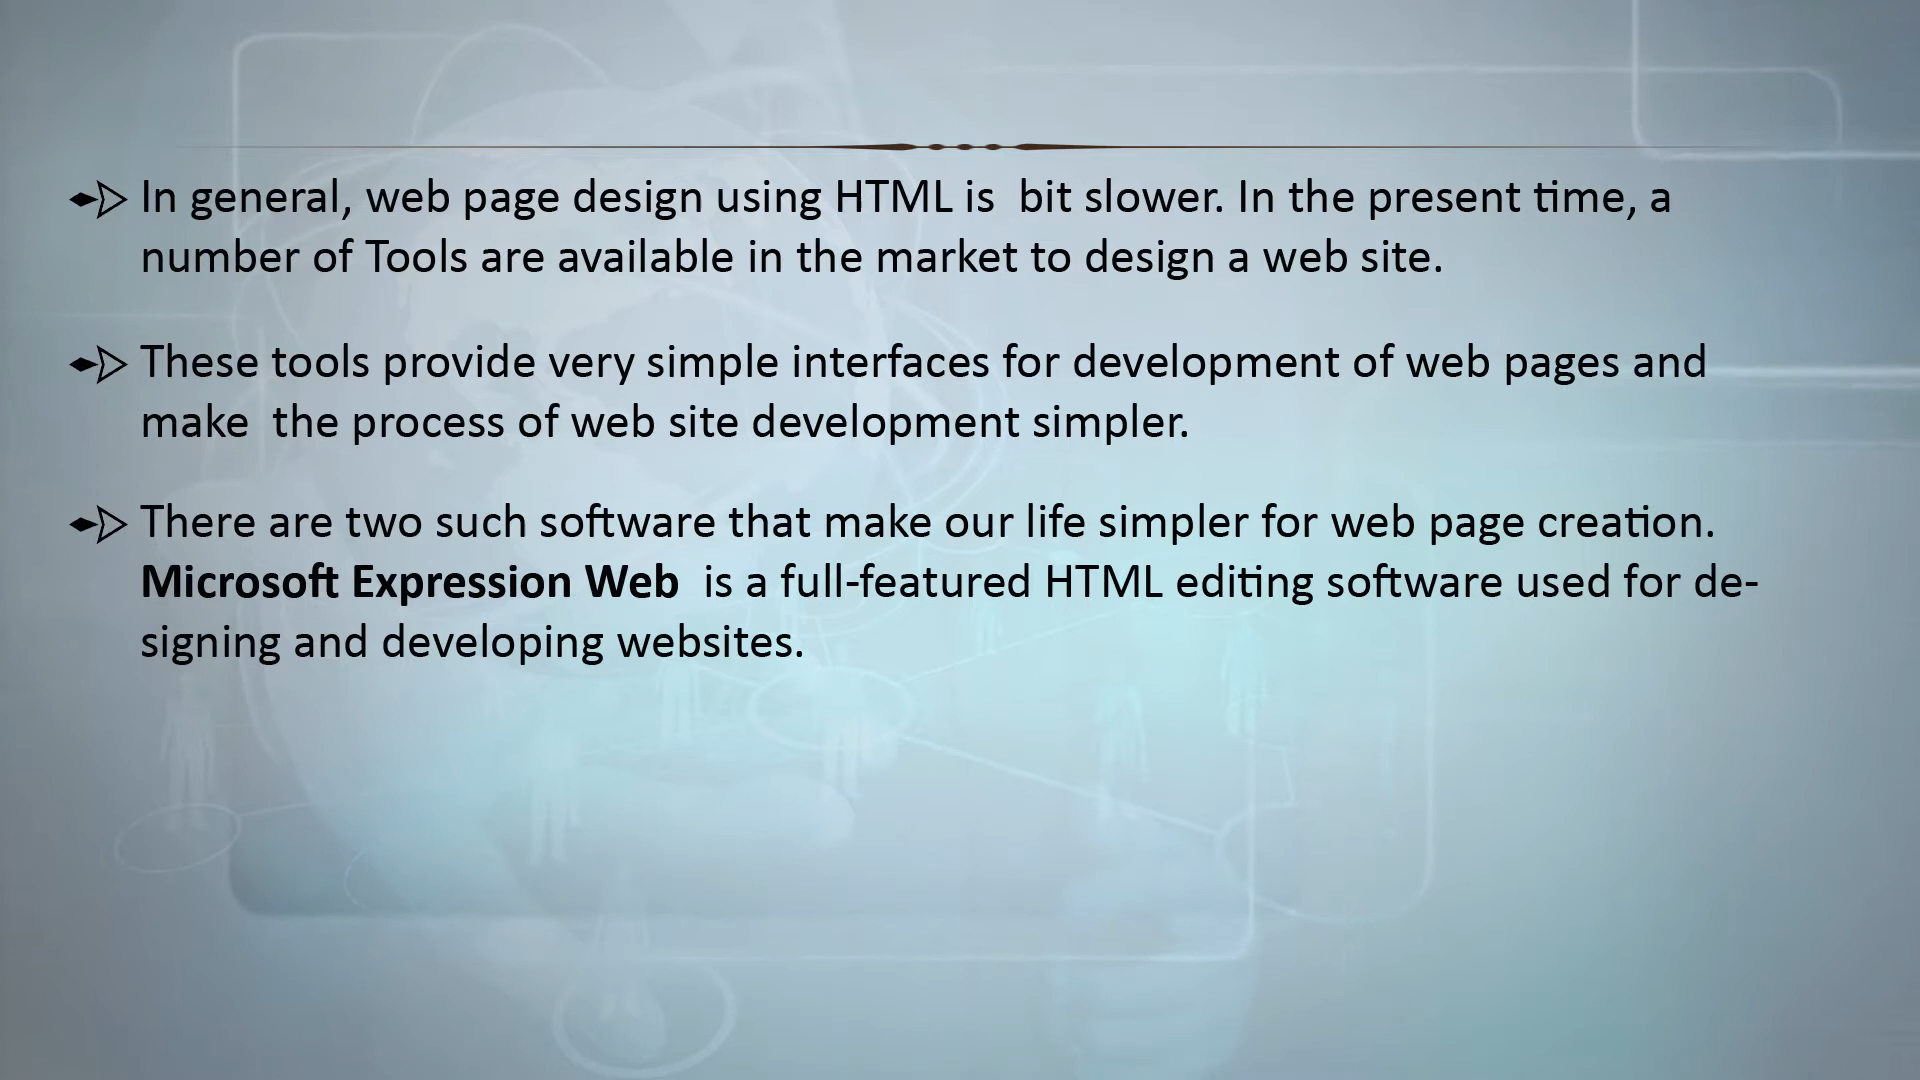 In general, web page design using HTML is  bit slower. In the present time, a
number of Tools are available in the market to design a web site.
These tools provide very simple interfaces for development of web pages and
make  the process of web site development simpler.
There are two such software that make our life simpler for web page creation.
Microsoft Expression Web  is a full-featured HTML editing software used for de-
signing and developing websites.